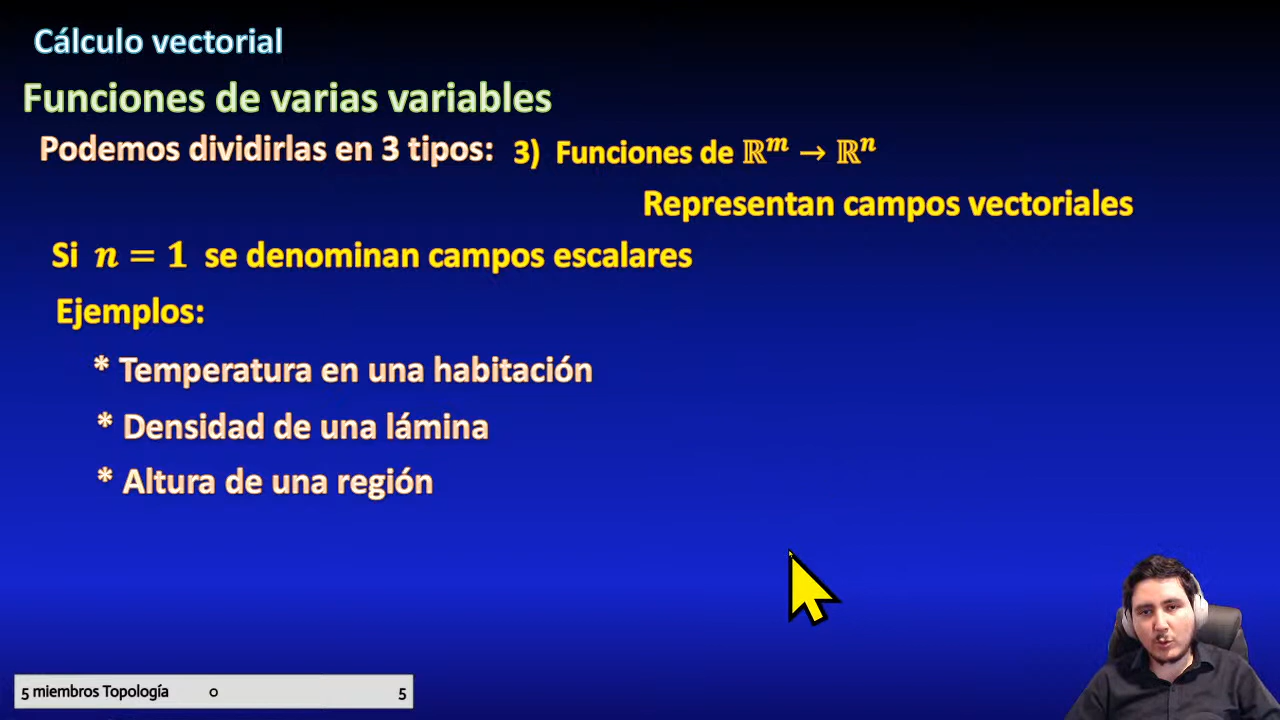 Cálculo vectorial
Funciones de varias variables
Podemos dividirlas en 3 tipos: 3) Funciones de ℝᵐ → ℝⁿ
Representan campos vectoriales
Si n = 1 se denominan campos escalares
Ejemplos:
* Temperatura en una habitación
* Densidad de una lámina
* Altura de una región
5 miembros Topología o 5